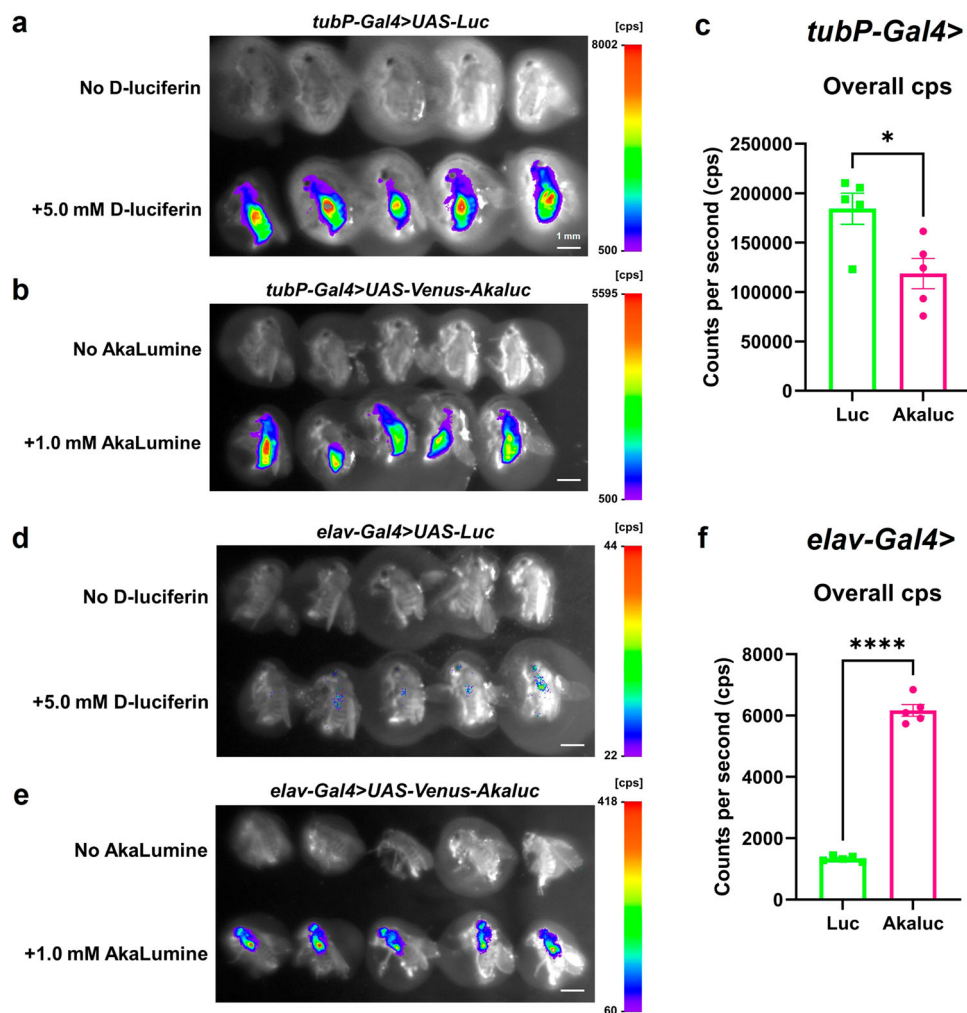 a
tubP-Gal4>UAS-Luc
No D-luciferin
+5.0 mM D-luciferin
1 mm
[cps]
8002
500
b
tubP-Gal4>UAS-Venus-Akaluc
No AkaLumine
+1.0 mM AkaLumine
[cps]
5595
500
c
tubP-Gal4>
Overall cps
Counts per second (cps)
250000
200000
150000
100000
50000
0
*
Luc
Akaluc
d
elav-Gal4>UAS-Luc
No D-luciferin
+5.0 mM D-luciferin
[cps]
44
22
e
elav-Gal4>UAS-Venus-Akaluc
No AkaLumine
+1.0 mM AkaLumine
[cps]
418
60
f
elav-Gal4>
Overall cps
Counts per second (cps)
8000
6000
4000
2000
0
****
Luc
Akaluc